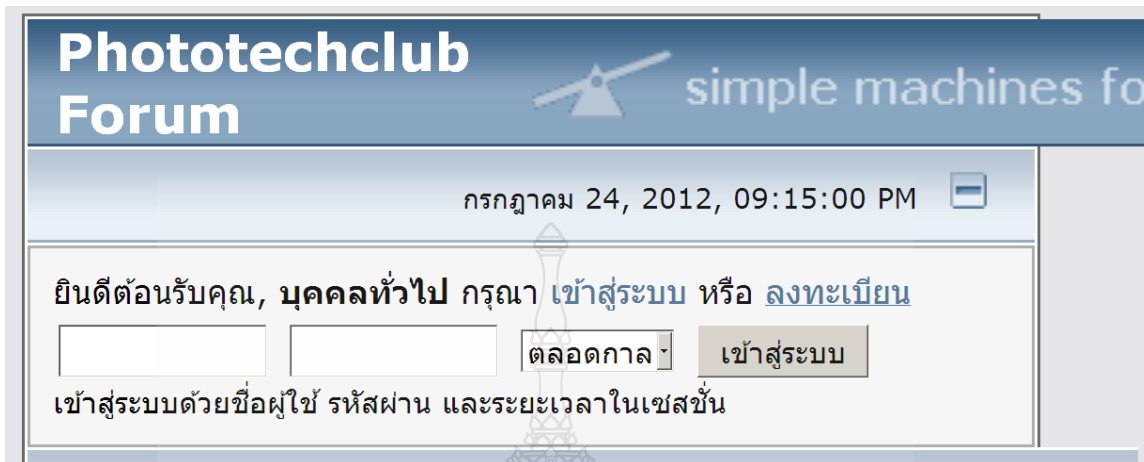 Phototechclub
Forum
simple machines fo
กรกฎาคม 24, 2012, 09:15:00 PM
ยินดีต้อนรับคุณ, บุคคลทั่วไป กรุณา เข้าสู่ระบบ หรือ ลงทะเบียน
ตลอดกาล เข้าสู่ระบบ
เข้าสู่ระบบด้วยชื่อผู้ใช้ รหัสผ่าน และระยะเวลาในเซสชั่น